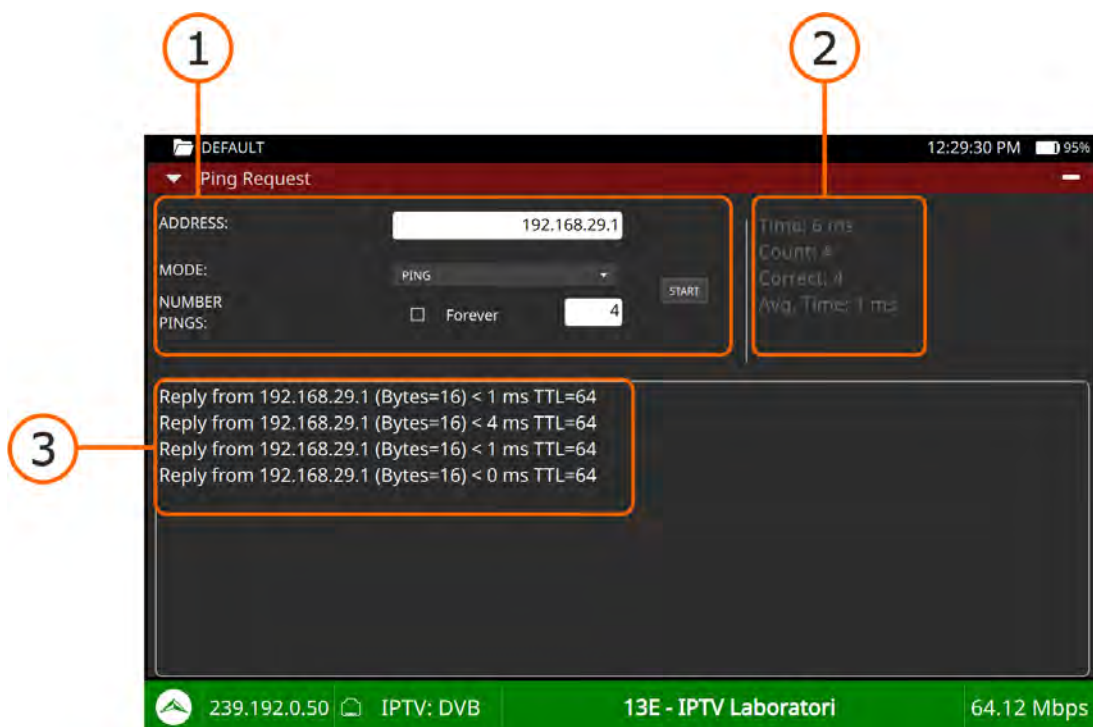 1
2
DEFAULT
12:29:30 PM
95%
Ping Request
ADDRESS:
192.168.29.1
MODE:
PING
NUMBER
PINGS:
Forever
4
START
Time: 6 ms
Count: 4
Correct: 4
Avg. Time: 1 ms
3
Reply from 192.168.29.1 (Bytes=16) < 1 ms TTL=64
Reply from 192.168.29.1 (Bytes=16) < 4 ms TTL=64
Reply from 192.168.29.1 (Bytes=16) < 1 ms TTL=64
Reply from 192.168.29.1 (Bytes=16) < 0 ms TTL=64
239.192.0.50
IPTV: DVB
13E - IPTV Laboratori
64.12 Mbps